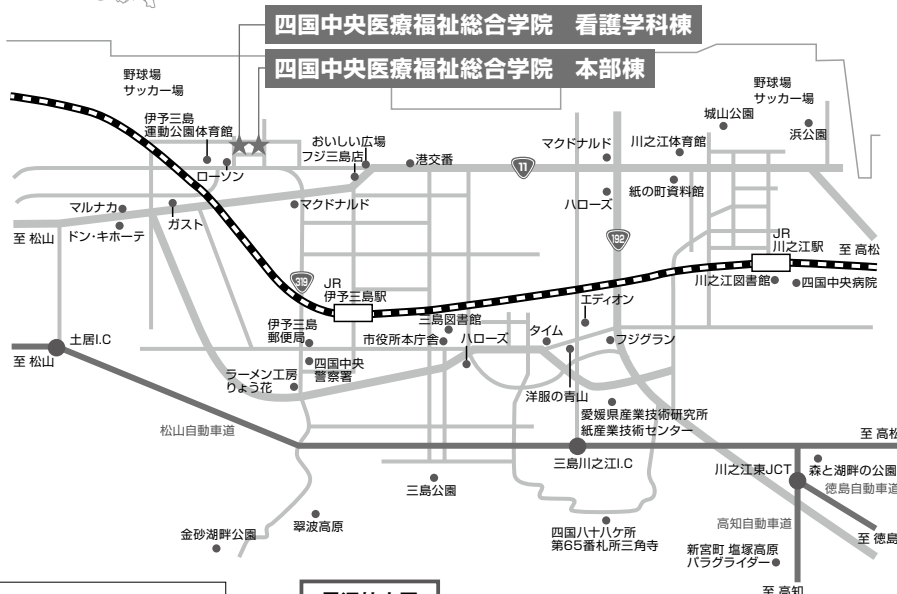 四国中央医療福祉総合学院　看護学科棟
四国中央医療福祉総合学院　本部棟
野球場
サッカー場
伊予三島
運動公園体育館
ローソン
おいしい広場
フジ三島店
港交番
11
マクドナルド
川之江体育館
城山公園
野球場
サッカー場
浜公園
マルナカ
ドン・キホーテ
ガスト
マクドナルド
ハローズ
紙の町資料館
至 松山
192
JR
川之江駅
至 高松
319
JR
伊予三島駅
川之江図書館
四国中央病院
エディオン
伊予三島
郵便局
三島図書館
市役所本庁舎
ハローズ
タイム
フジグラン
土居I.C
至 松山
ラーメン工房
りょう花
四国中央
警察署
洋服の青山
愛媛県産業技術研究所
紙産業技術センター
松山自動車道
至 高松
三島川之江I.C
川之江東JCT
森と湖畔の公園
徳島自動車道
三島公園
金砂湖畔公園
翠波高原
四国八十八ケ所
第65番札所三角寺
高知自動車道
至 徳島
新宮町 塩塚高原
パラグライダー
至 高知